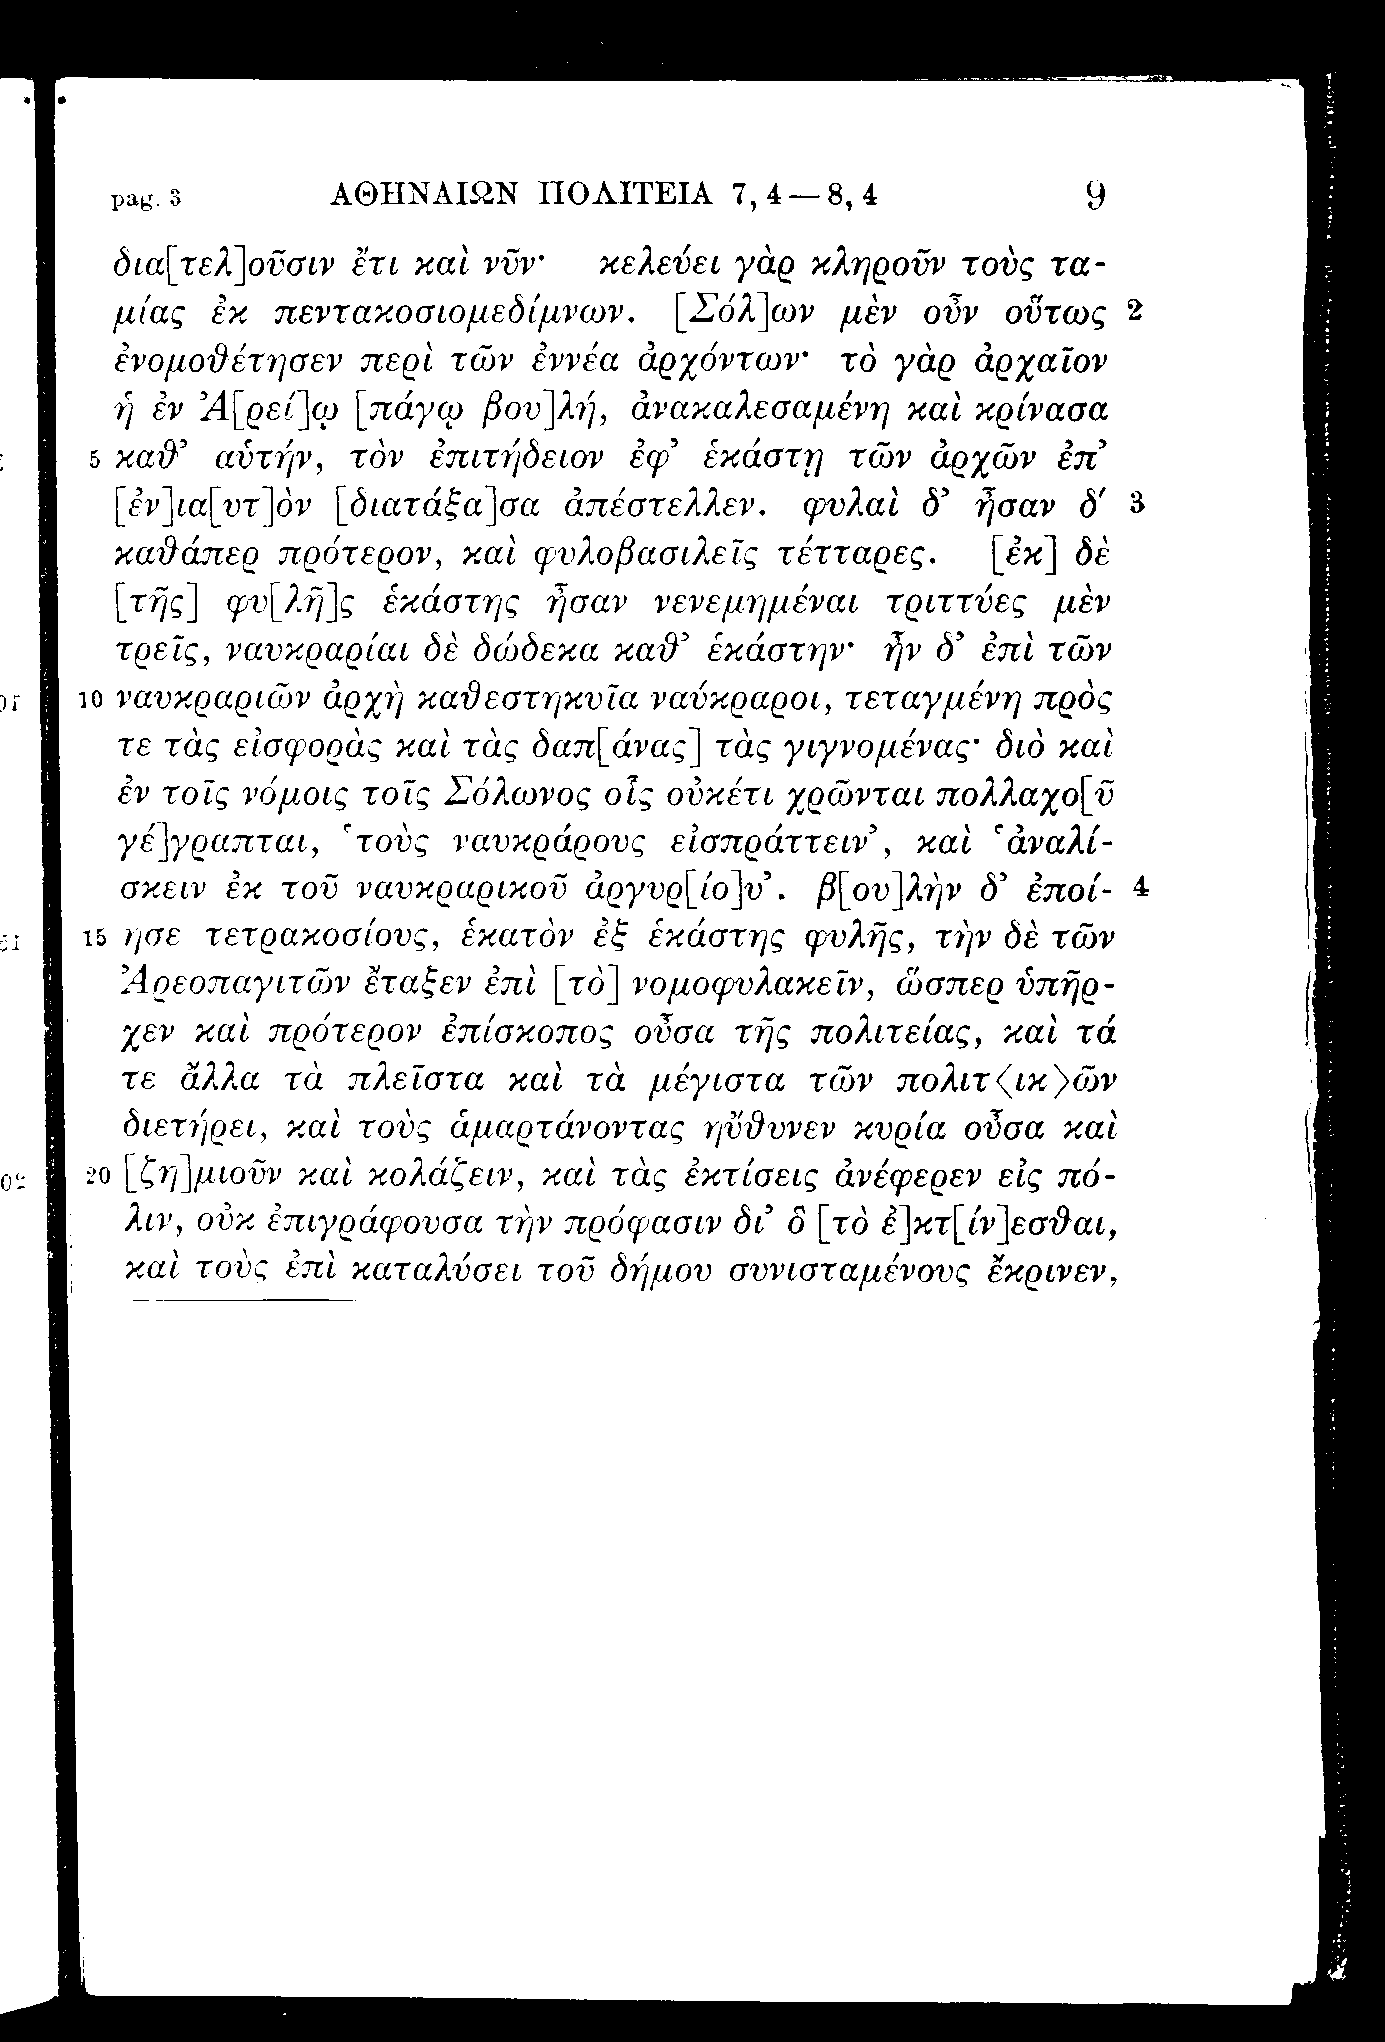 pag. 3 ΑΘΗΝΑΙΩΝ ΠΟΛΙΤΕΙΑ 7, 4 — 8, 4 9
δια[τελ]οῦσιν ἔτι καὶ νῦν· κελεύει γὰρ κληροῦν τοὺς τα-
μίας ἐκ πεντακοσιομεδίμνων. [Σόλ]ων μὲν οὖν οὕτως 2
ἐνομοθέτησεν περὶ τῶν ἐννέα ἀρχόντων· τὸ γὰρ ἀρχαῖον
ἡ ἐν Ἀ[ρεί]ῳ [πάγῳ βου]λή, ἀνακαλεσαμένη καὶ κρίνασα
5 καθ’ αὑτήν, τὸν ἐπιτήδειον ἐφ’ ἑκάστῃ τῶν ἀρχῶν ἐπ’
[ἐν]ια[υτ]ὸν [διατάξα]σα ἀπέστελλεν. φυλαὶ δ’ ἦσαν δ′ 3
καθάπερ πρότερον, καὶ φυλοβασιλεῖς τέτταρες. [ἐκ] δὲ
[τῆς] φυ[λῆ]ς ἑκάστης ἦσαν νενεμημέναι τριττύες μὲν
τρεῖς, ναυκραρίαι δὲ δώδεκα καθ’ ἑκάστην· ἦν δ’ ἐπὶ τῶν
10 ναυκραριῶν ἀρχὴ καθεστηκυῖα ναύκραροι, τεταγμένη πρὸς
τε τὰς εἰσφορὰς καὶ τὰς δαπ[άνας] τὰς γιγνομένας· διὸ καὶ
ἐν τοῖς νόμοις τοῖς Σόλωνος οἷς οὐκέτι χρῶνται πολλαχο[ῦ
γέ]γραπται, ‘τοὺς ναυκράρους εἰσπράττειν’, καὶ ‘ἀναλί-
σκειν ἐκ τοῦ ναυκραρικοῦ ἀργυρ[ίο]υ’. β[ου]λὴν δ’ ἐποί- 4
15 ησε τετρακοσίους, ἑκατὸν ἐξ ἑκάστης φυλῆς, τὴν δὲ τῶν
Ἀρεοπαγιτῶν ἔταξεν ἐπὶ [τὸ] νομοφυλακεῖν, ὥσπερ ὑπῆρ-
χεν καὶ πρότερον ἐπίσκοπος οὖσα τῆς πολιτείας, καὶ τά
τε ἄλλα τὰ πλεῖστα καὶ τὰ μέγιστα τῶν πολιτ⟨ικ⟩ῶν
διετήρει, καὶ τοὺς ἁμαρτάνοντας ηὔθυνεν κυρία οὖσα καὶ
20 [ζη]μιοῦν καὶ κολάζειν, καὶ τὰς ἐκτίσεις ἀνέφερεν εἰς πό-
λιν, οὐκ ἐπιγράφουσα τὴν πρόφασιν δι’ ὃ [τὸ ἐ]κτ[ίν]εσθαι,
καὶ τοὺς ἐπὶ καταλύσει τοῦ δήμου συνισταμένους ἔκρινεν,